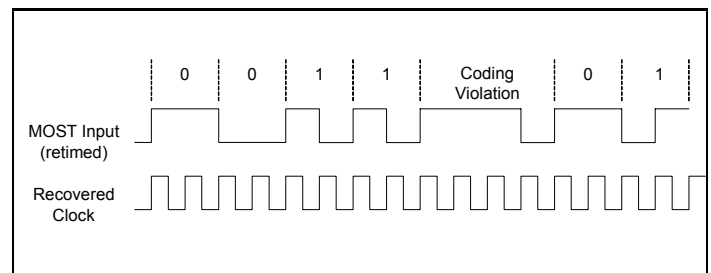 0 0 1 1 Coding 0 1
Violation
MOST Input
(retimed)
Recovered
Clock